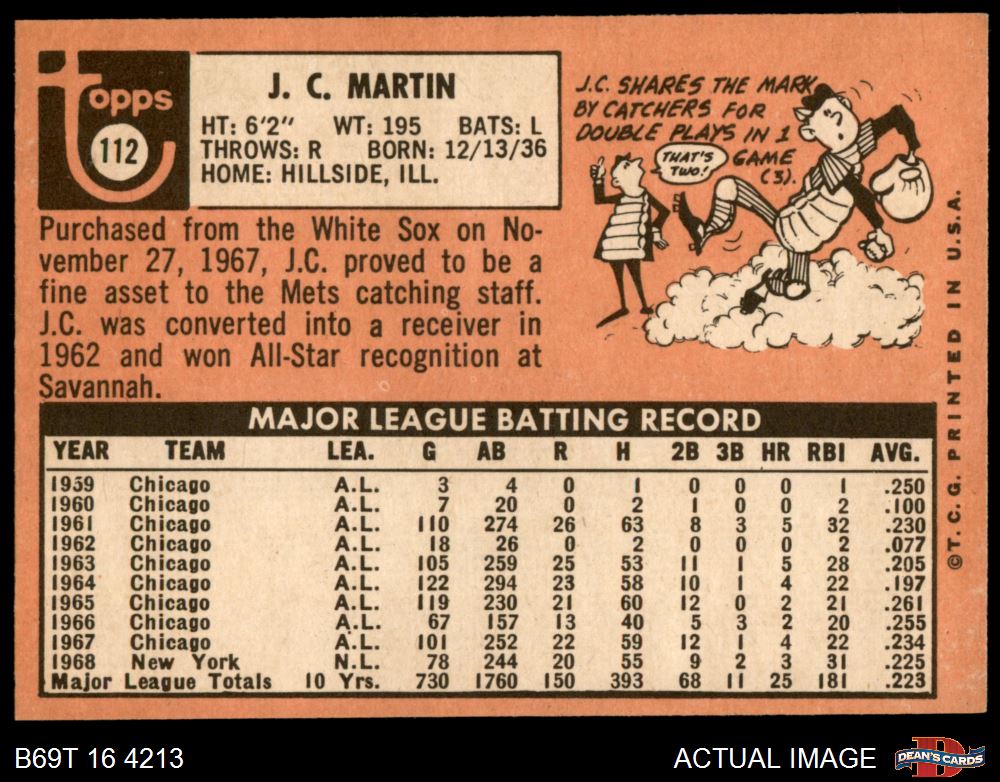 Topps
112
J. C. MARTIN
HT: 6'2" WT: 195 BATS: L
THROWS: R BORN: 12/13/36
HOME: HILLSIDE, ILL.
J.C. SHARES THE MARK
BY CATCHERS FOR
DOUBLE PLAYS IN 1
GAME
(3).
THAT'S
TWO!
Purchased from the White Sox on No-
vember 27, 1967, J.C. proved to be a
fine asset to the Mets catching staff.
J.C. was converted into a receiver in
1962 and won All-Star recognition at
Savannah.
MAJOR LEAGUE BATTING RECORD
YEAR TEAM LEA. G AB R H 2B 3B HR RBI AVG.
1959 Chicago A.L. 3 4 0 1 0 0 0 1 .250
1960 Chicago A.L. 7 20 0 2 1 0 0 2 .100
1961 Chicago A.L. 110 274 26 63 8 3 5 32 .230
1962 Chicago A.L. 18 26 0 2 0 0 0 2 .077
1963 Chicago A.L. 105 259 25 53 11 1 5 28 .205
1964 Chicago A.L. 122 294 23 58 10 1 4 22 .197
1965 Chicago A.L. 119 230 21 60 12 0 2 21 .261
1966 Chicago A.L. 67 157 13 40 5 3 2 20 .255
1967 Chicago A.L. 101 252 22 59 12 1 4 22 .234
1968 New York N.L. 78 244 20 55 9 2 3 31 .225
Major League Totals 10 Yrs. 730 1760 150 393 68 11 25 181 .223
©T.C.G. PRINTED IN U.S.A.
B69T 16 4213
ACTUAL IMAGE
DEAN'S CARDS